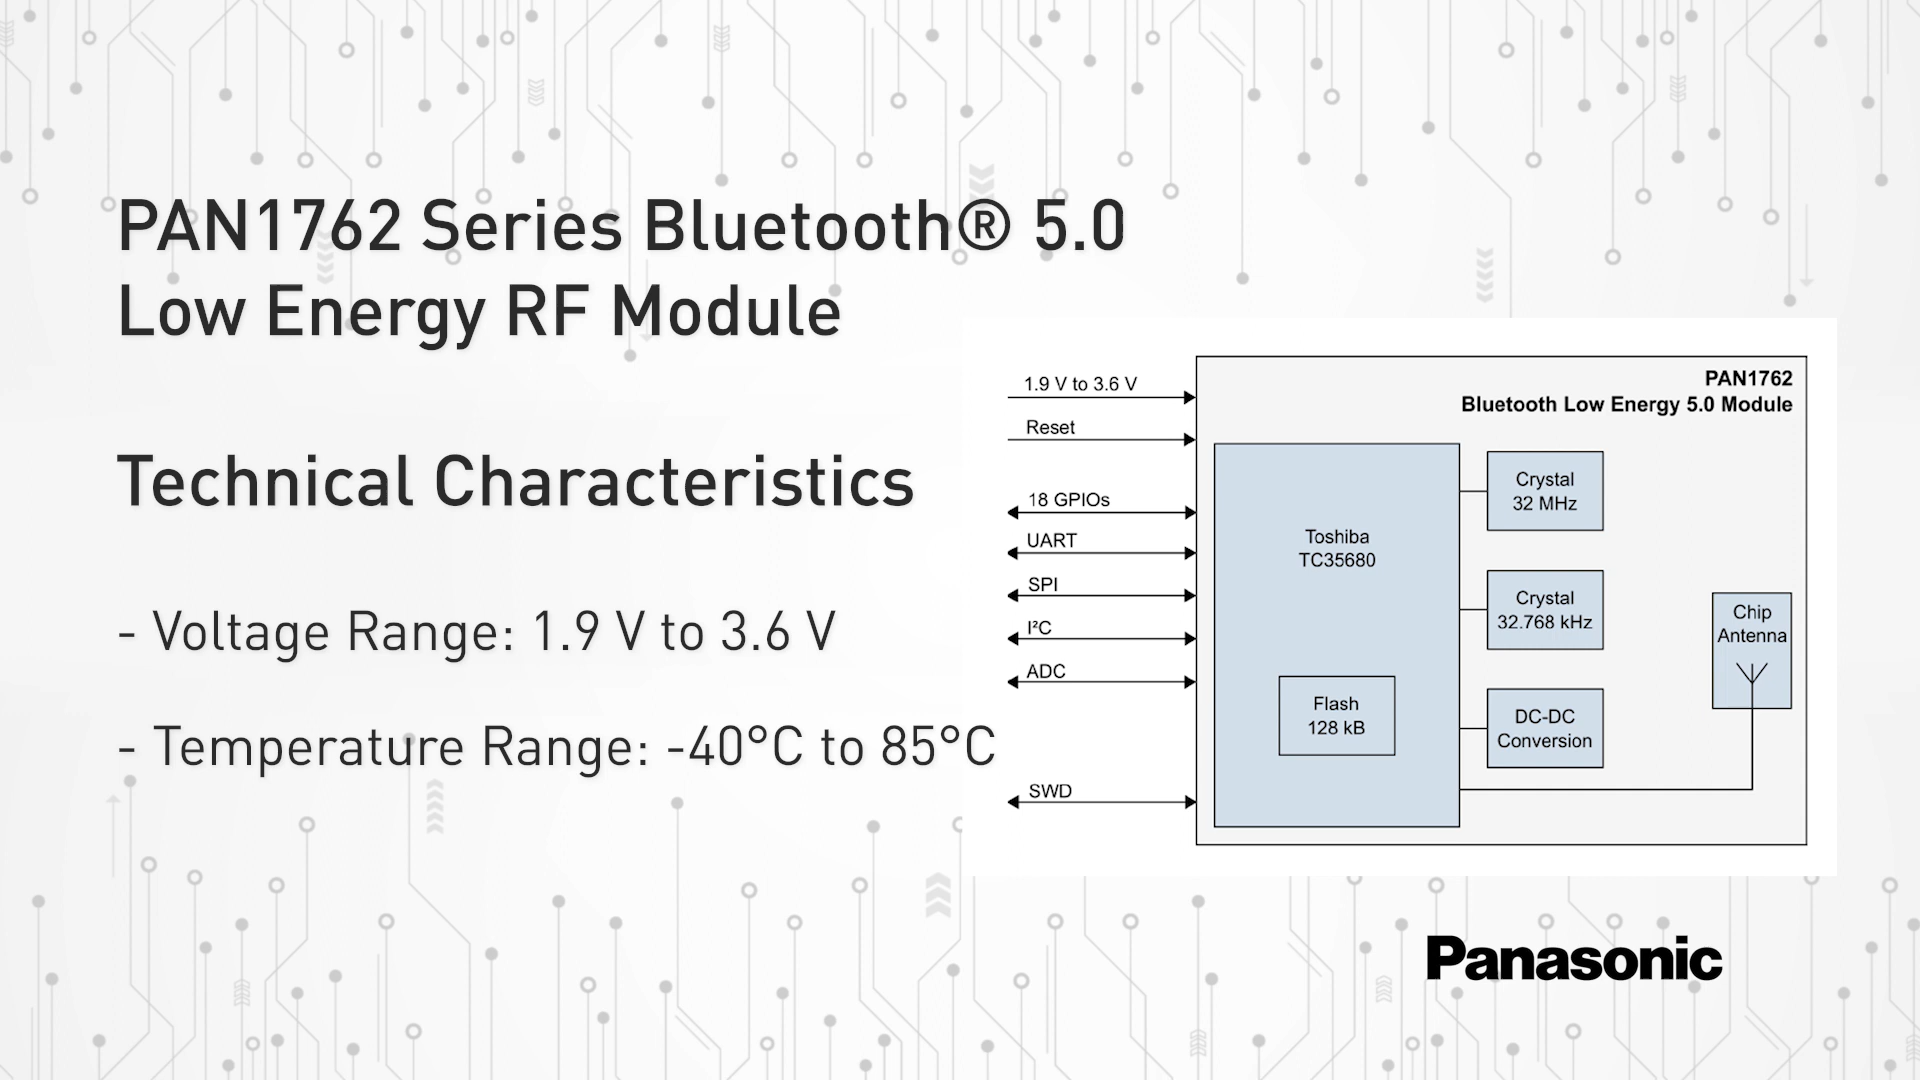 PAN1762 Series Bluetooth® 5.0
Low Energy RF Module
Technical Characteristics
- Voltage Range: 1.9 V to 3.6 V
- Temperature Range: -40°C to 85°C
1.9 V to 3.6 V
Reset
18 GPIOs
UART
SPI
I²C
ADC
SWD
PAN1762
Bluetooth Low Energy 5.0 Module
Toshiba
TC35680
Flash
128 kB
Crystal
32 MHz
Crystal
32.768 kHz
DC-DC
Conversion
Chip
Antenna
Panasonic